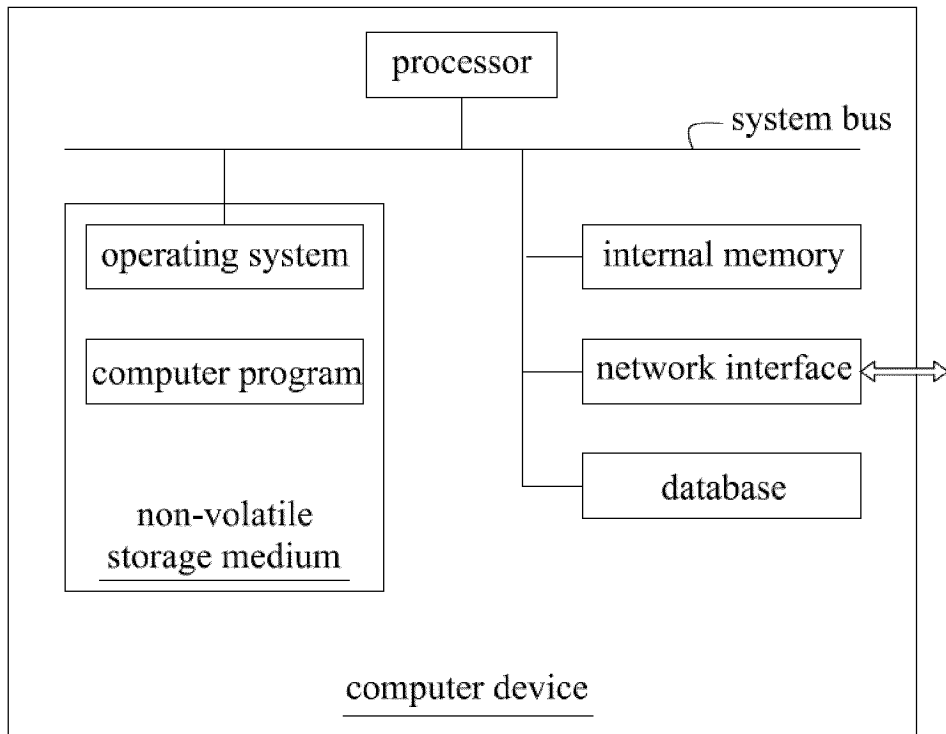 processor
system bus
operating system
internal memory
computer program
network interface
database
non-volatile
storage medium
computer device